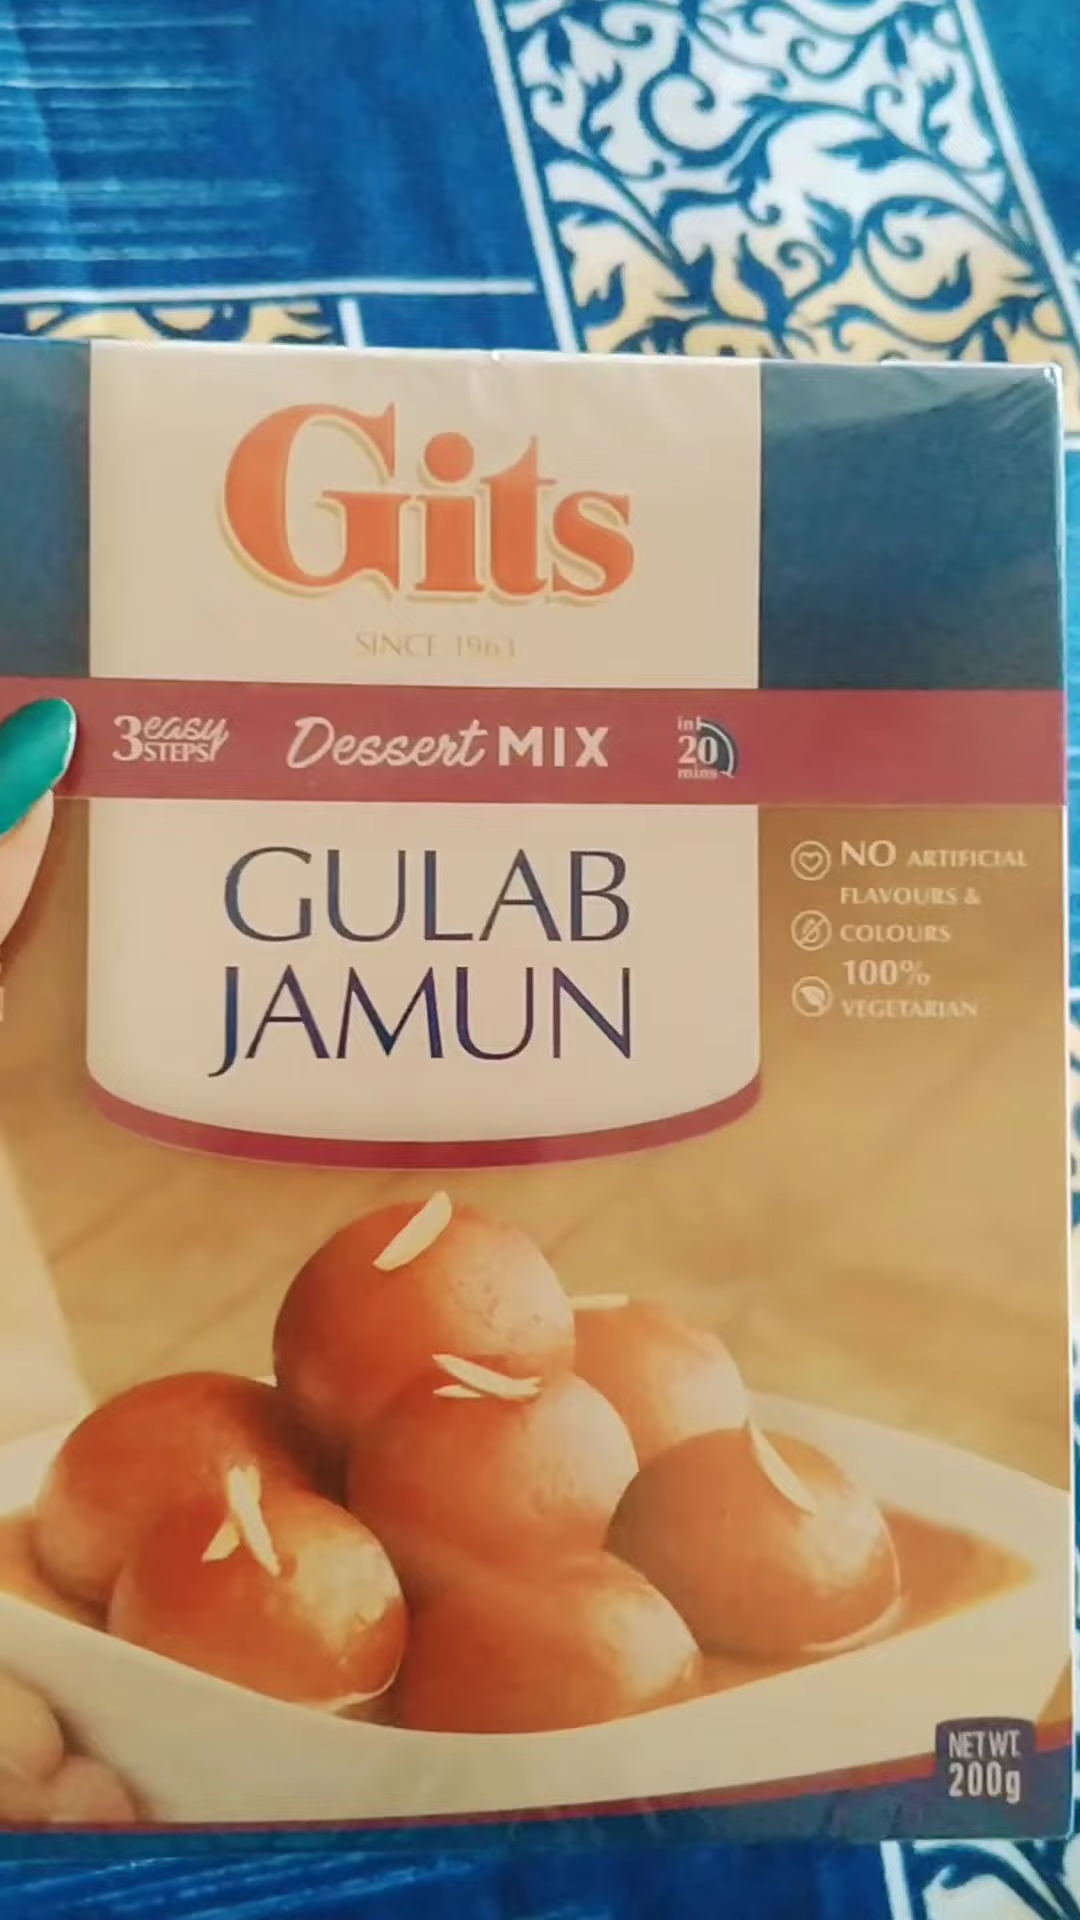 Gits
SINCE 1963
3 easy STEPS!
Dessert MIX
in
20
mins
GULAB
JAMUN
NO ARTIFICIAL
FLAVOURS &
COLOURS
100%
VEGETARIAN
NET WT.
200g